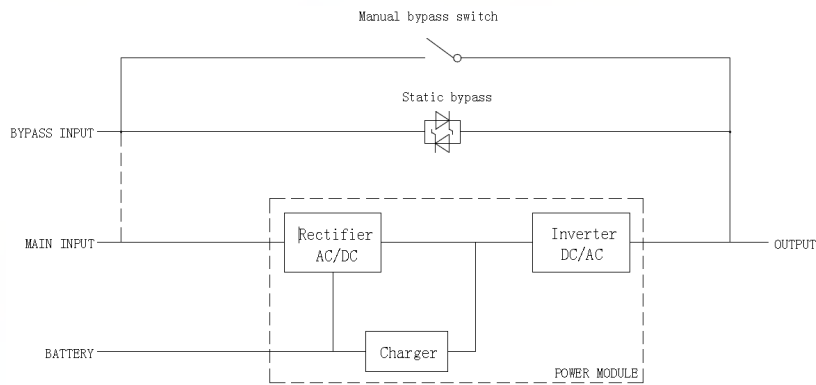 Manual bypass switch
Static bypass
BYPASS INPUT
MAIN INPUT
Rectifier
AC/DC
Inverter
DC/AC
OUTPUT
BATTERY
Charger
POWER MODULE